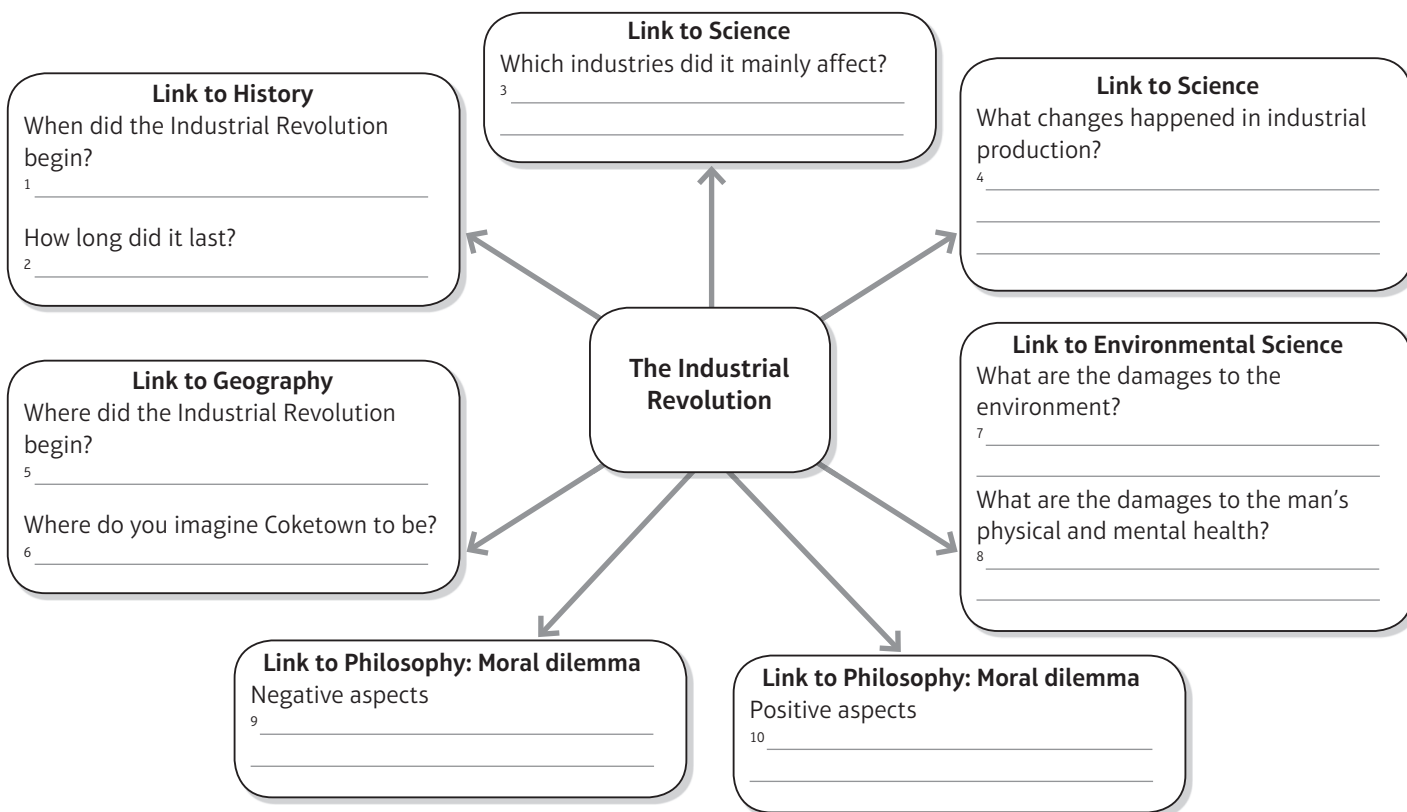 Link to History
When did the Industrial Revolution
begin?
1
How long did it last?
2
Link to Science
Which industries did it mainly affect?
3
Link to Science
What changes happened in industrial
production?
4
The Industrial
Revolution
Link to Geography
Where did the Industrial Revolution
begin?
5
Where do you imagine Coketown to be?
6
Link to Environmental Science
What are the damages to the
environment?
7
What are the damages to the man’s
physical and mental health?
8
Link to Philosophy: Moral dilemma
Negative aspects
9
Link to Philosophy: Moral dilemma
Positive aspects
10